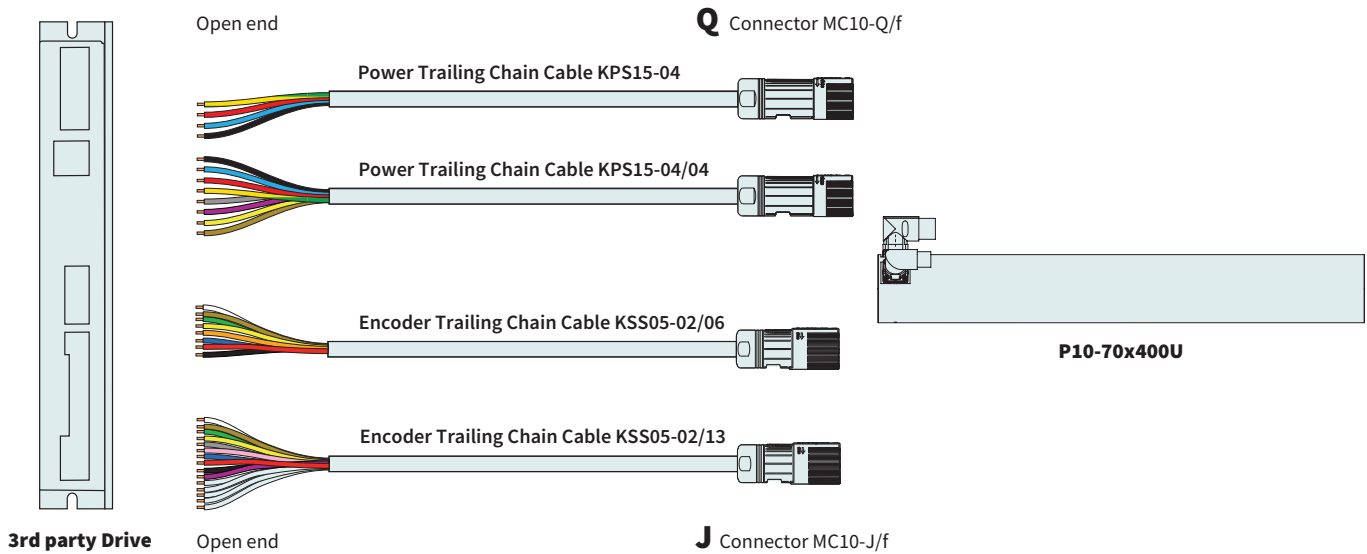 Open end
Q Connector MC10-Q/f
Power Trailing Chain Cable KPS15-04
Power Trailing Chain Cable KPS15-04/04
Encoder Trailing Chain Cable KSS05-02/06
P10-70x400U
Encoder Trailing Chain Cable KSS05-02/13
3rd party Drive
Open end
J Connector MC10-J/f